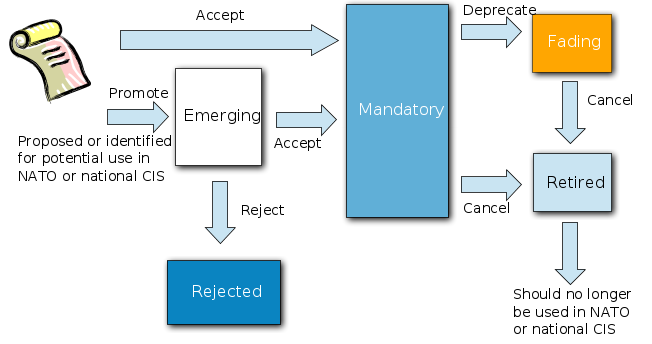 Accept
Deprecate
Fading
Promote
Emerging
Mandatory
Cancel
Accept
Proposed or identified
for potential use in
NATO or national CIS
Retired
Cancel
Reject
Rejected
Should no longer
be used in NATO
or national CIS